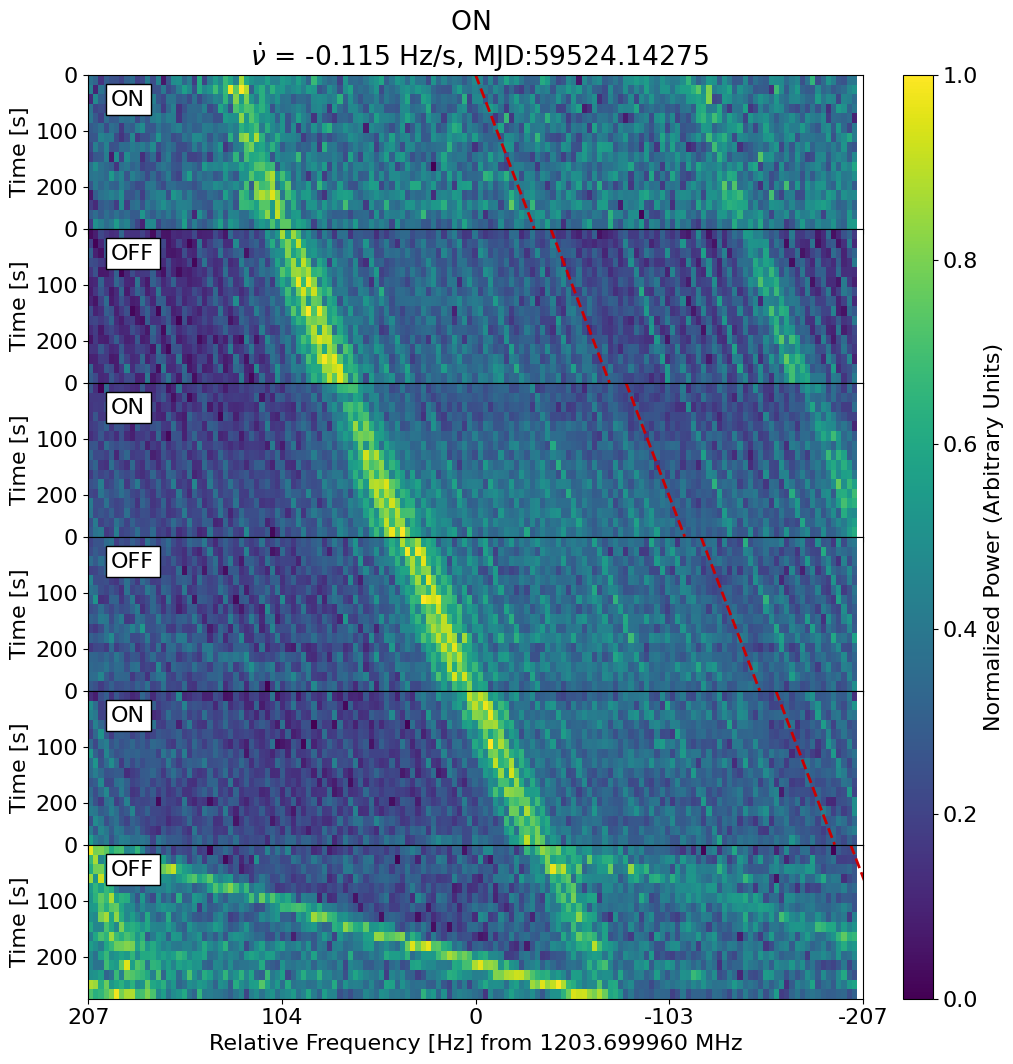 ON
ν̇ = -0.115 Hz/s, MJD:59524.14275
ON
0
100
200
Time [s]
OFF
0
100
200
Time [s]
ON
0
100
200
Time [s]
OFF
0
100
200
Time [s]
ON
0
100
200
Time [s]
OFF
0
100
200
Time [s]
207 104 0 -103 -207
Relative Frequency [Hz] from 1203.699960 MHz
1.0
0.8
0.6
0.4
0.2
0.0
Normalized Power (Arbitrary Units)